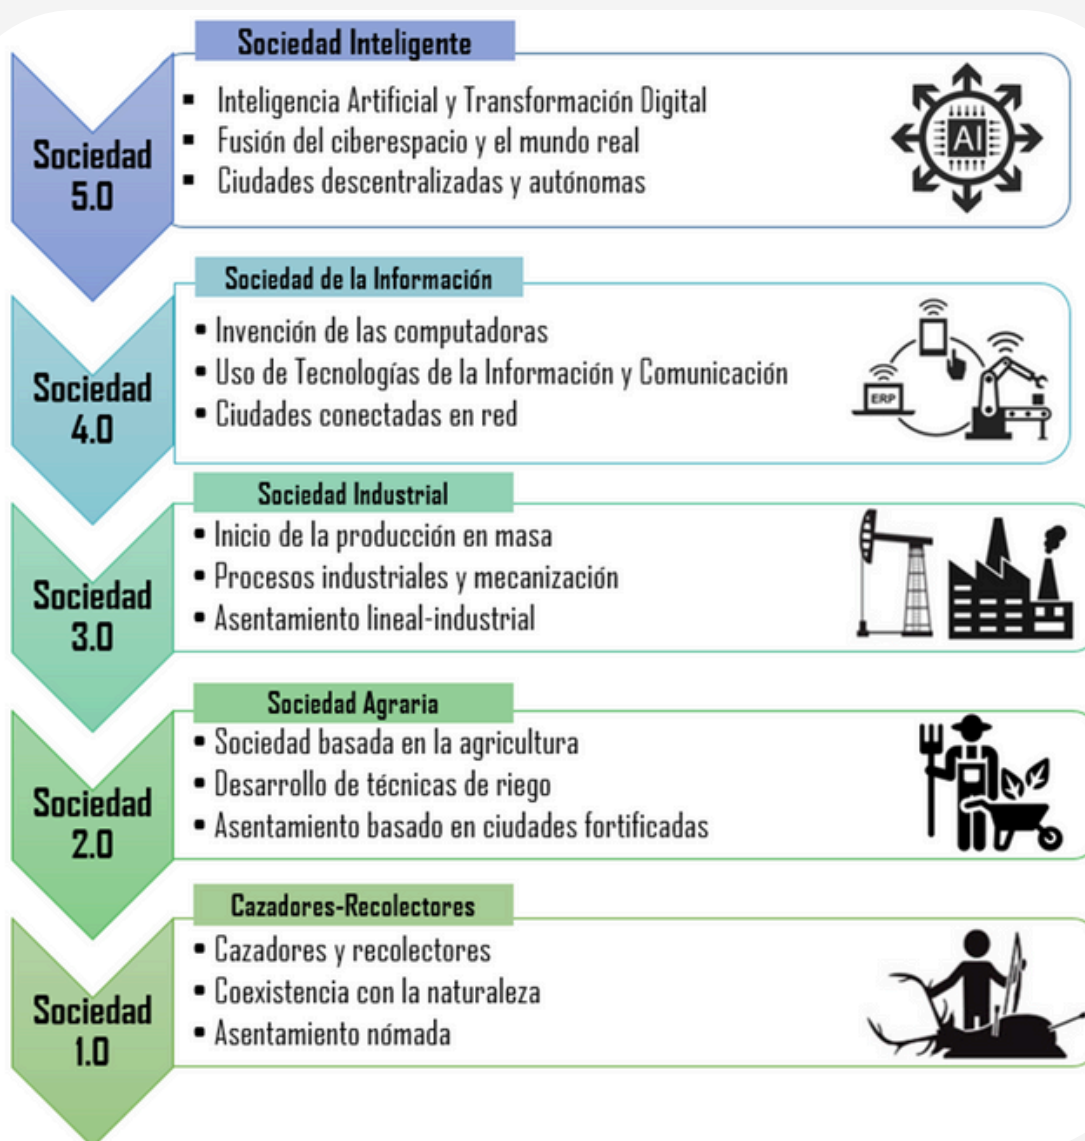 Sociedad Inteligente
Sociedad
5.0
▪ Inteligencia Artificial y Transformación Digital
▪ Fusión del ciberespacio y el mundo real
▪ Ciudades descentralizadas y autónomas
AI
Sociedad de la Información
Sociedad
4.0
▪ Invención de las computadoras
▪ Uso de Tecnologías de la Información y Comunicación
▪ Ciudades conectadas en red
ERP
Sociedad Industrial
Sociedad
3.0
▪ Inicio de la producción en masa
▪ Procesos industriales y mecanización
▪ Asentamiento lineal-industrial
Sociedad Agraria
Sociedad
2.0
▪ Sociedad basada en la agricultura
▪ Desarrollo de técnicas de riego
▪ Asentamiento basado en ciudades fortificadas
Cazadores-Recolectores
Sociedad
1.0
▪ Cazadores y recolectores
▪ Coexistencia con la naturaleza
▪ Asentamiento nómada